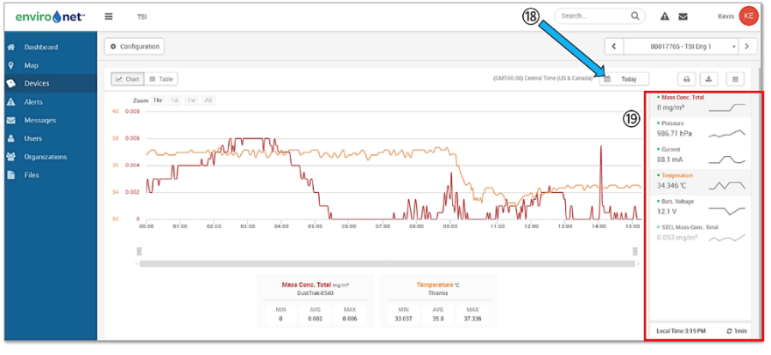 enviro net™
TSI
⑱
Search...
Kevin
KE
Dashboard
Map
Devices
Alerts
Messages
Users
Organizations
Files
Configuration
BB017765 - TSI Eng 1
Chart
Table
(GMT-06:00) Central Time (US & Canada)
Today
⑲
Zoom 1hr 1d 1w All
40 0.008
38 0.006
36 0.004
34 0.002
32 0
00:00 01:00 02:00 03:00 04:00 05:00 06:00 07:00 08:00 09:00 10:00 11:00 12:00 13:00 14:00 15:00
Mass Conc. Total
0 mg/m³
Pressure
986.71 hPa
Current
88.1 mA
Temperature
34.346 °C
Batt. Voltage
12.1 V
STEL Mass Conc. Total
0.053 mg/m³
Mass Conc. Total mg/m³
DustTrak-8540
MIN AVG MAX
0 0.002 0.006
Temperature °C
Thiamis
MIN AVG MAX
33.037 35.8 37.336
Local Time 3:19 PM
1min